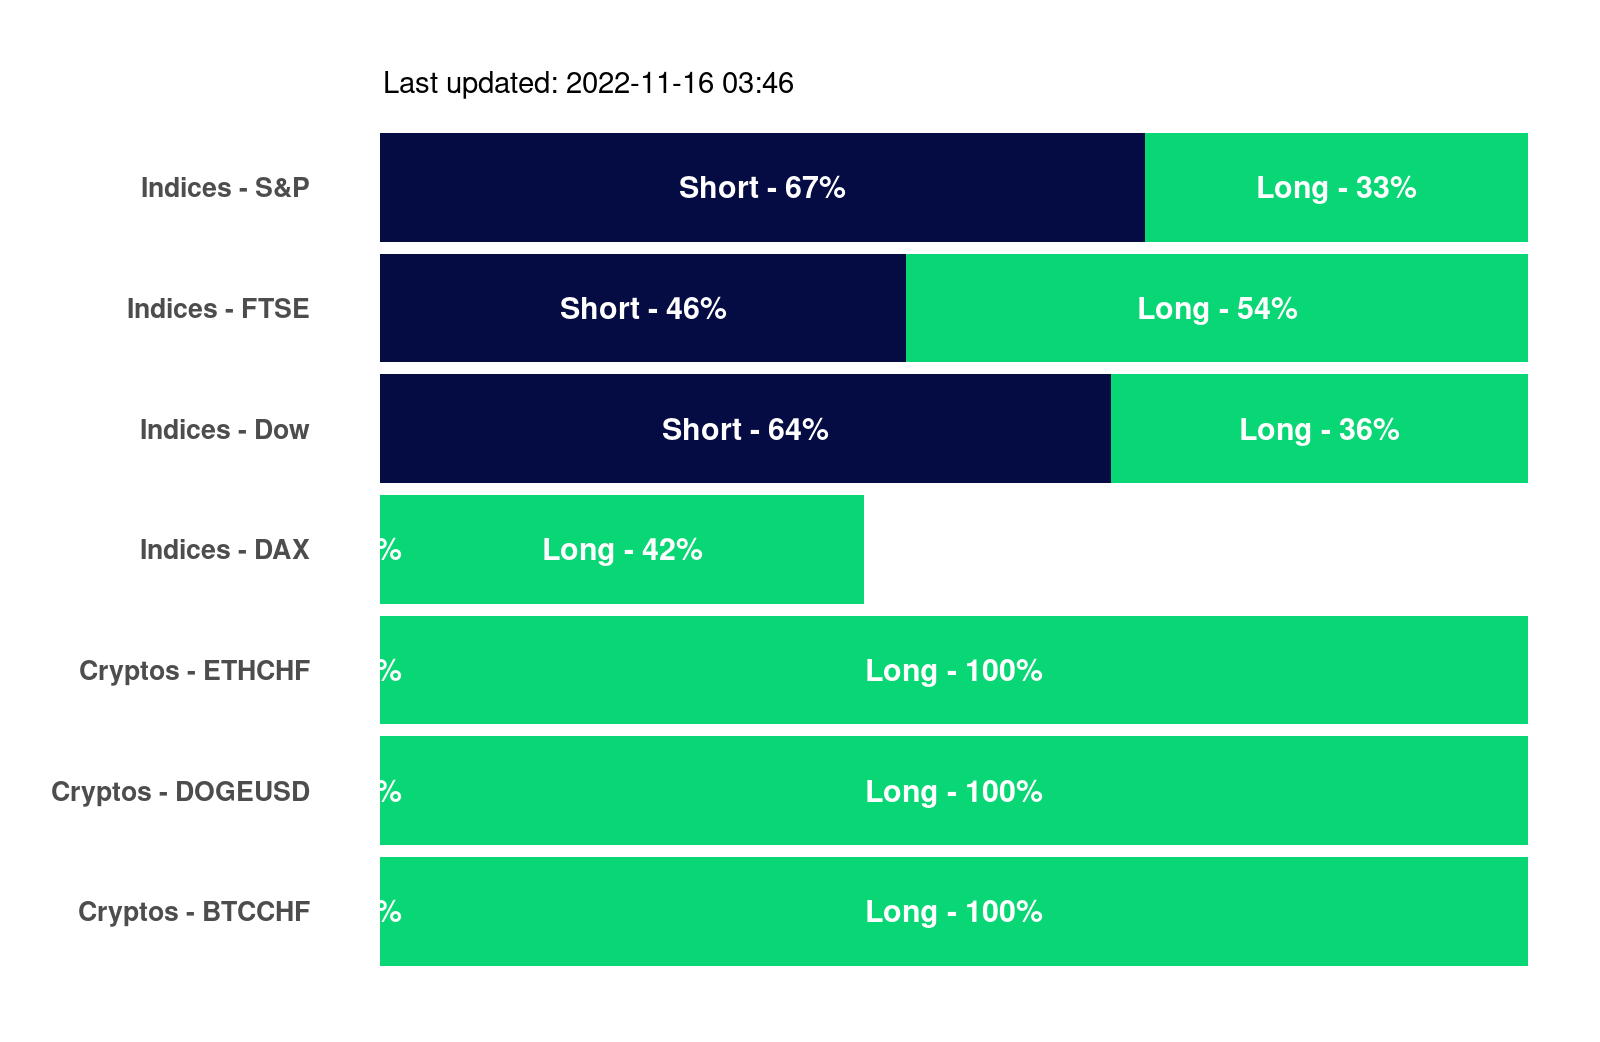 Last updated: 2022-11-16 03:46
Indices - S&P Short - 67% Long - 33%
Indices - FTSE Short - 46% Long - 54%
Indices - Dow Short - 64% Long - 36%
Indices - DAX % Long - 42%
Cryptos - ETHCHF % Long - 100%
Cryptos - DOGEUSD % Long - 100%
Cryptos - BTCCHF % Long - 100%